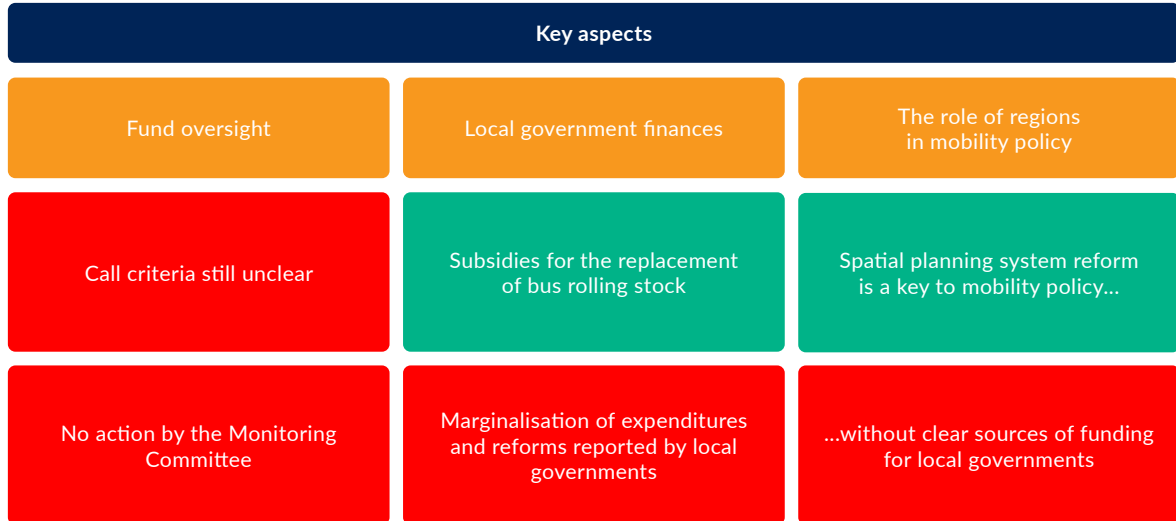 Key aspects
Fund oversight
Local government finances
The role of regions
in mobility policy
Call criteria still unclear
Subsidies for the replacement
of bus rolling stock
Spatial planning system reform
is a key to mobility policy...
No action by the Monitoring
Committee
Marginalisation of expenditures
and reforms reported by local
governments
...without clear sources of funding
for local governments